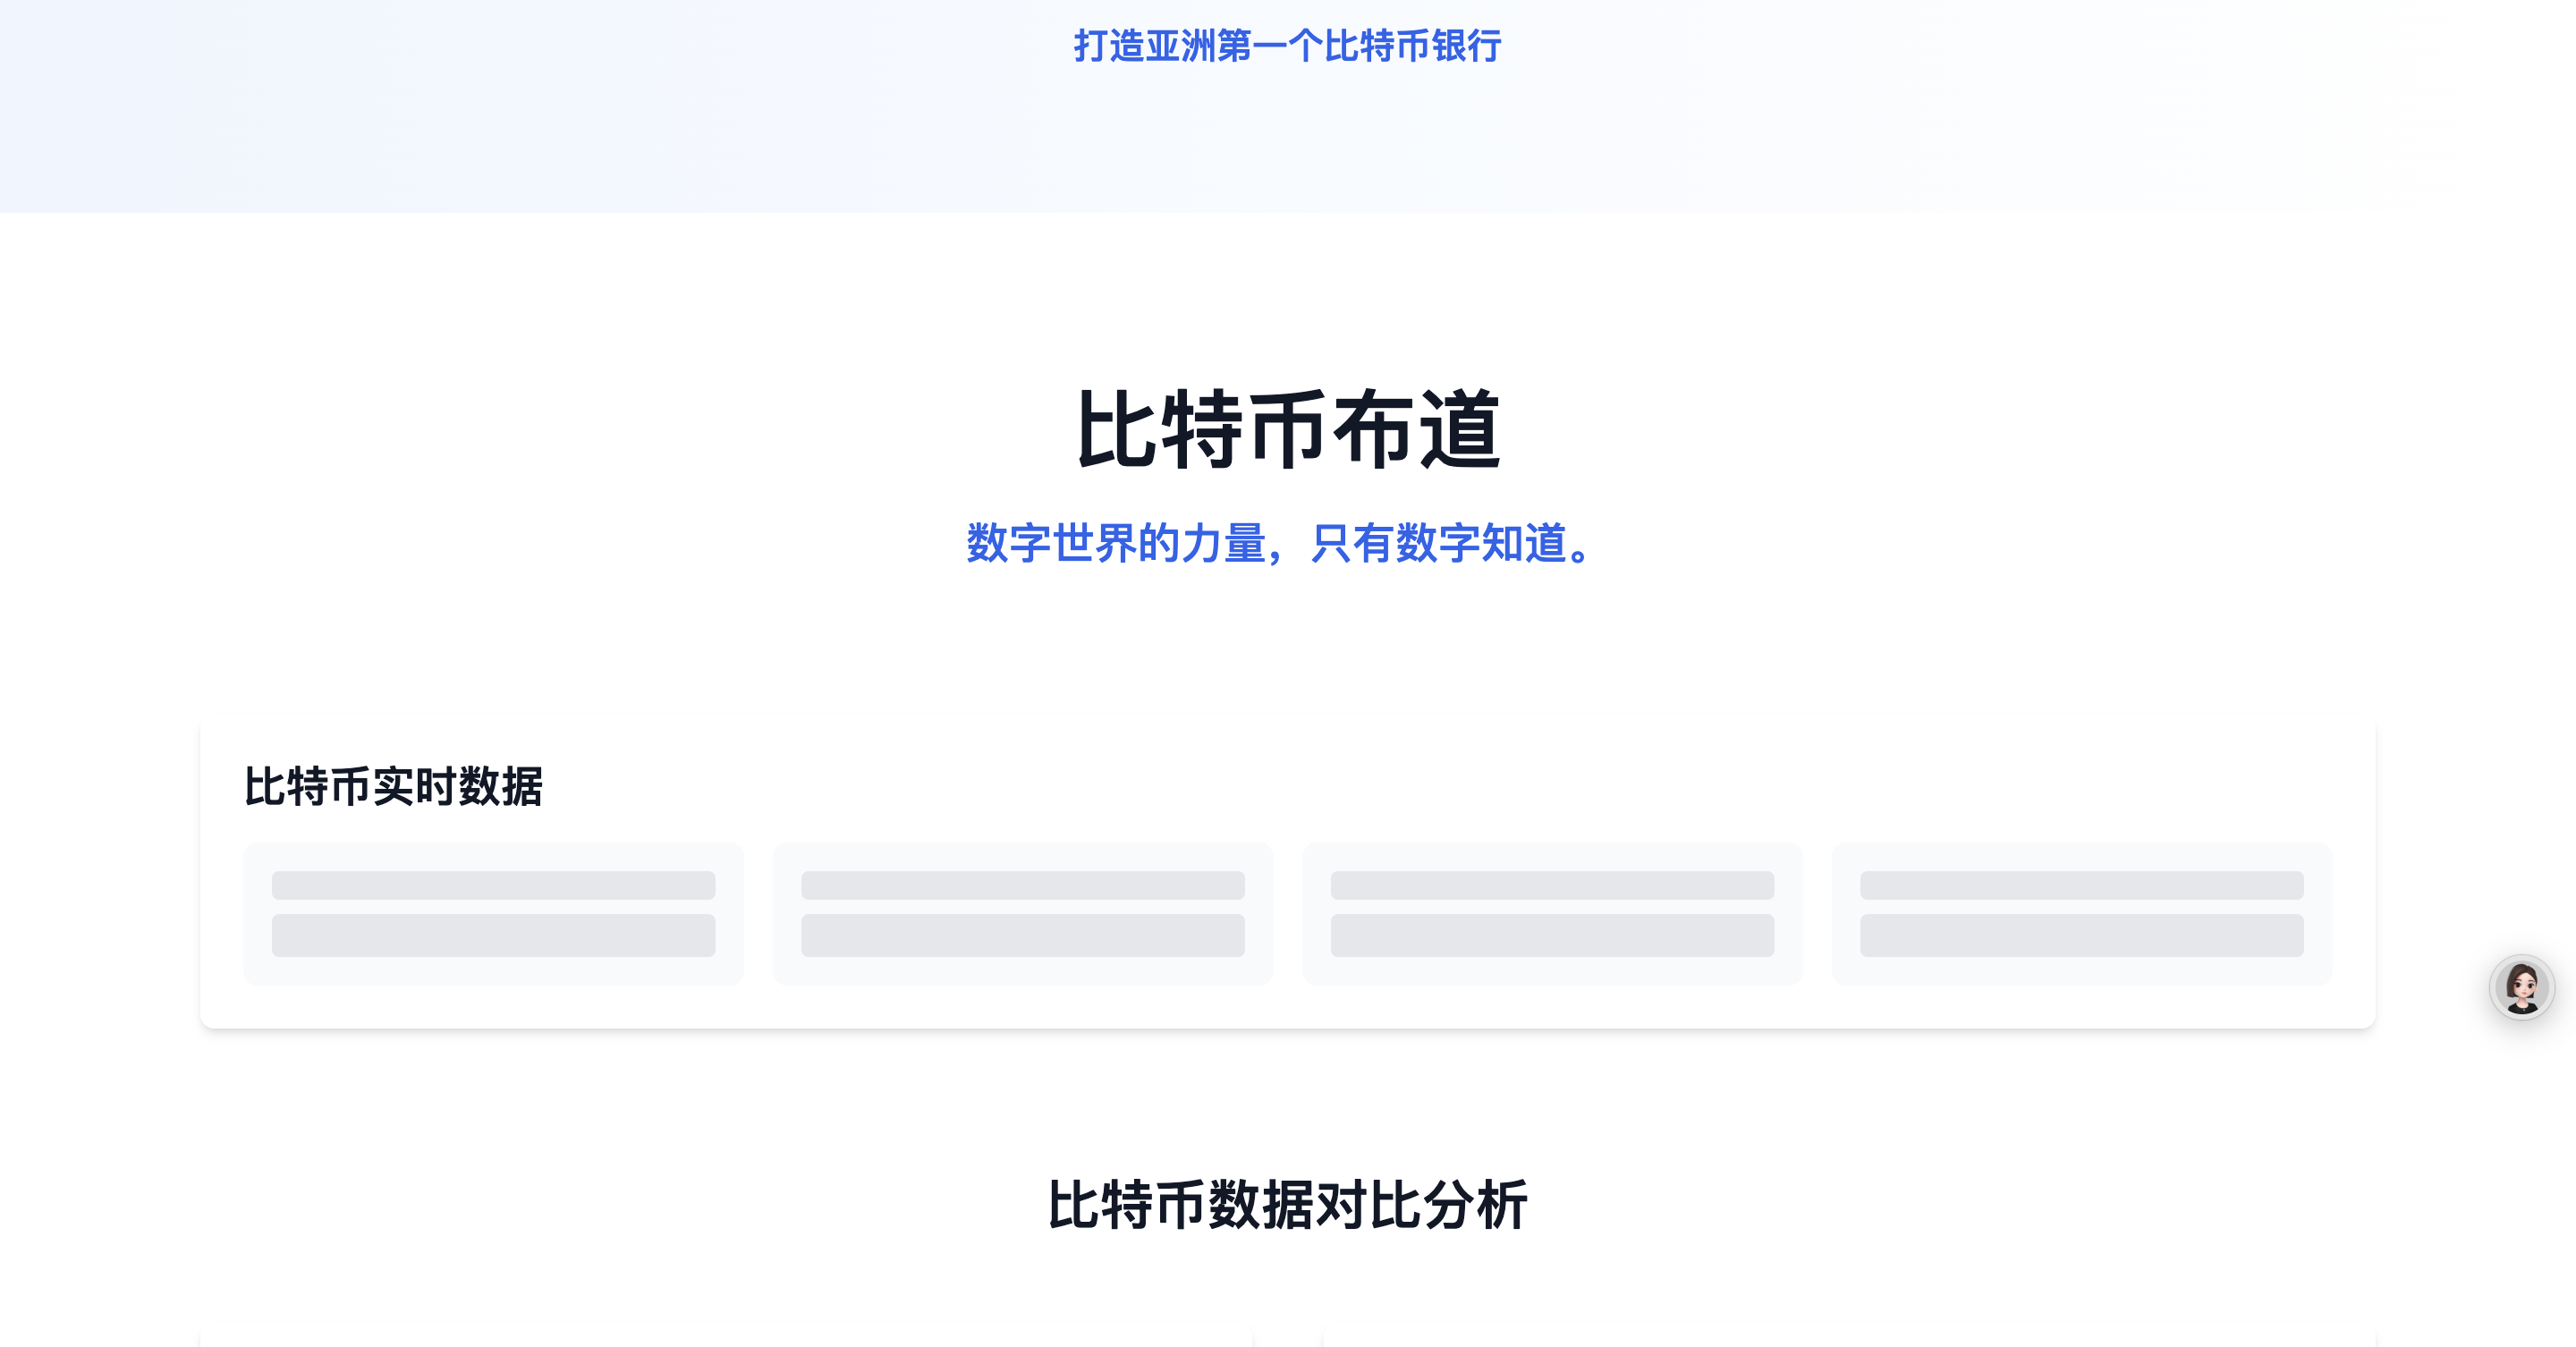 打造亚洲第一个比特币银行
比特币布道
数字世界的力量，只有数字知道。
比特币实时数据
比特币数据对比分析